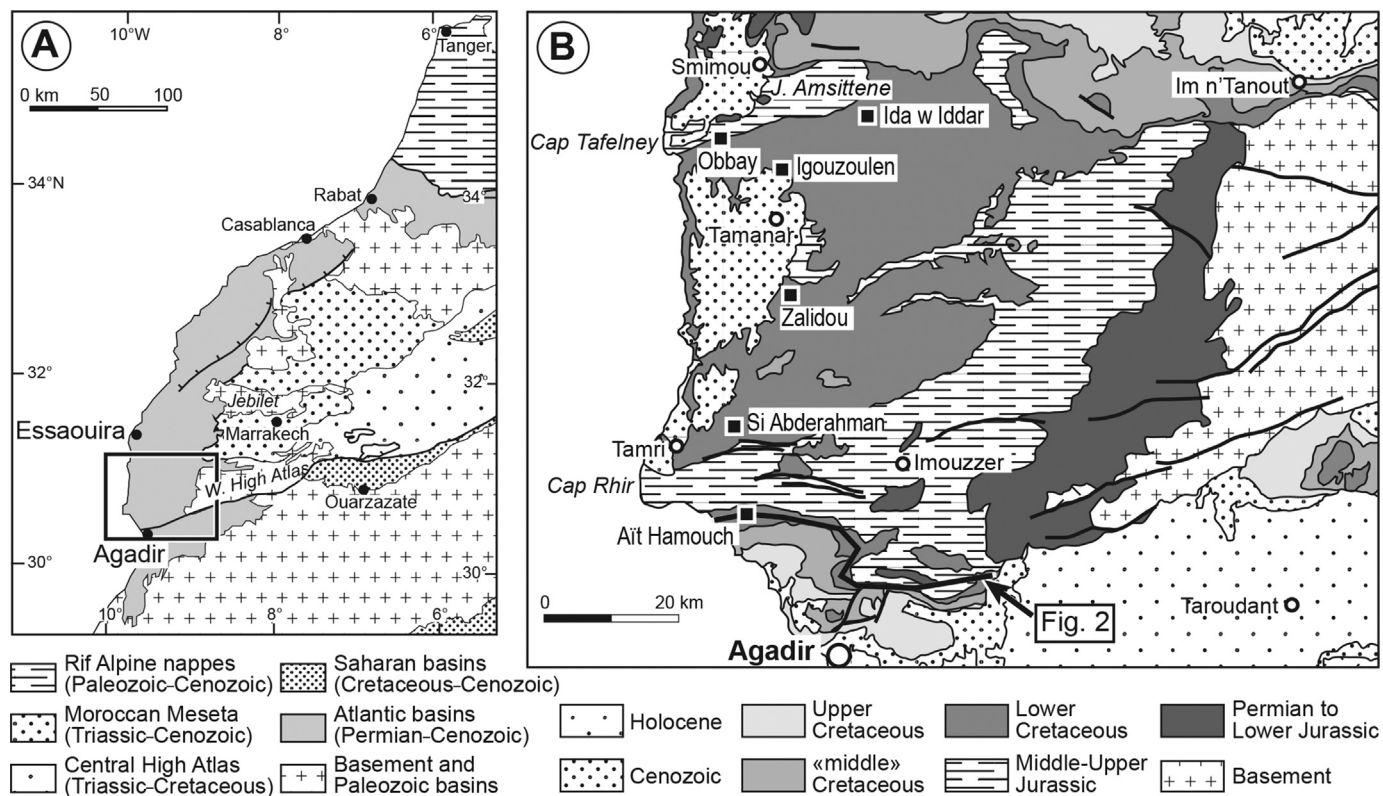 A
10°W
8°
6°
Tanger
0 km 50 100
34°N
34°
Rabat
Casablanca
32°
32°
Jebilet
Marrakech
Essaouira
W. High Atlas
Ouarzazate
Agadir
30°
30°
10°
8°
6°
B
Smimou
J. Amsittene
Im n'Tanout
Ida w Iddar
Cap Tafelney
Obbay
Igouzoulen
Tamanar
Zalidou
Si Abderahman
Tamri
Imouzzer
Cap Rhir
Aït Hamouch
0 20 km
Taroudant
Fig. 2
Agadir
Rif Alpine nappes
(Paleozoic-Cenozoic)
Saharan basins
(Cretaceous-Cenozoic)
Moroccan Meseta
(Triassic-Cenozoic)
Atlantic basins
(Permian-Cenozoic)
Central High Atlas
(Triassic-Cretaceous)
Basement and
Paleozoic basins
Holocene
Upper
Cretaceous
Lower
Cretaceous
Permian to
Lower Jurassic
Cenozoic
«middle»
Cretaceous
Middle-Upper
Jurassic
Basement